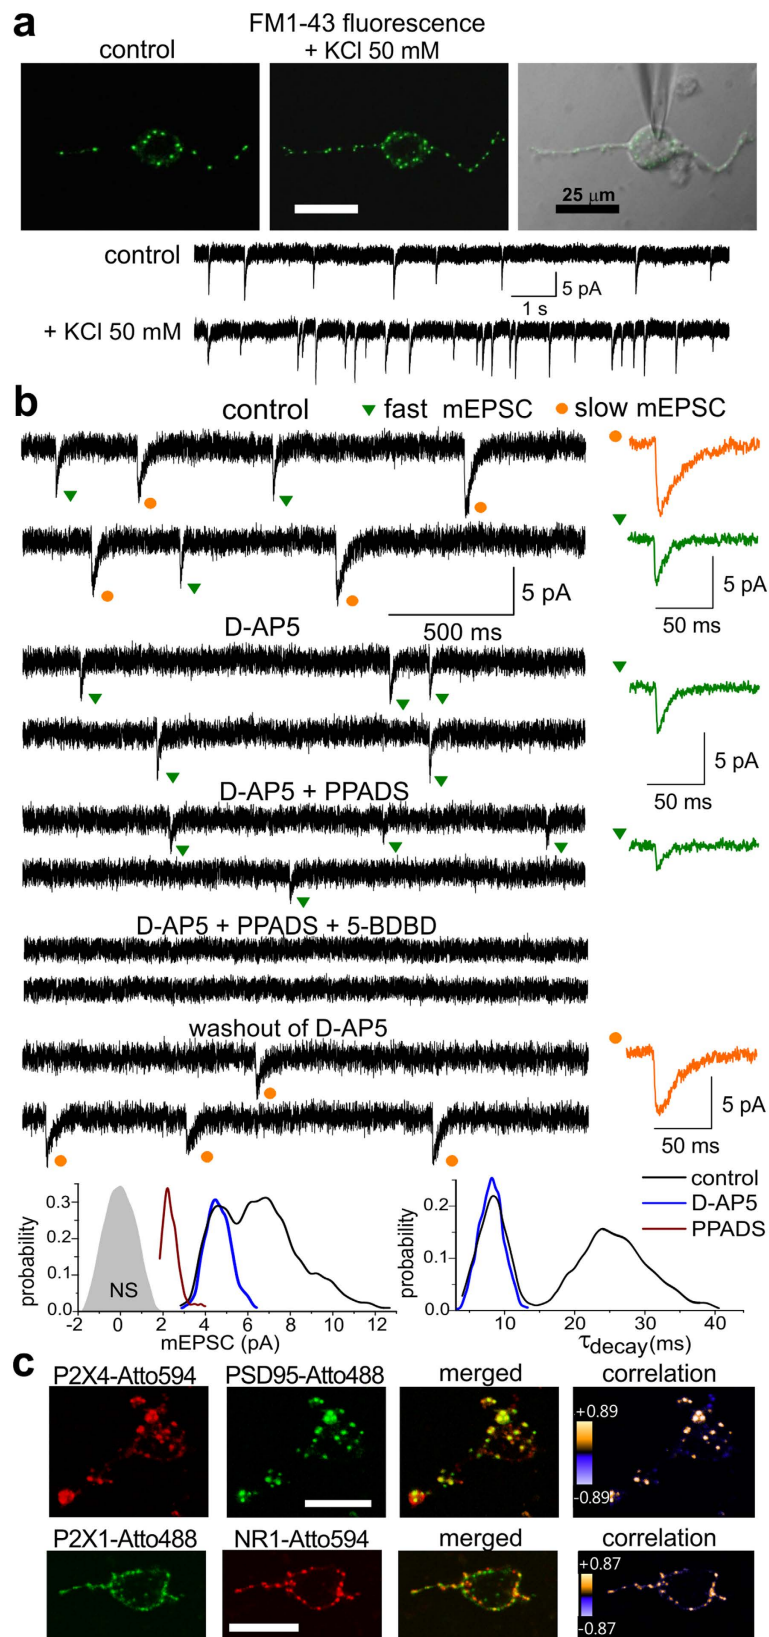 a
FM1-43 fluorescence
control + KCl 50 mM
25 μm
control
5 pA
1 s
+ KCl 50 mM
b
control fast mEPSC slow mEPSC
5 pA
500 ms
5 pA
50 ms
D-AP5
5 pA
50 ms
D-AP5 + PPADS
D-AP5 + PPADS + 5-BDBD
washout of D-AP5
5 pA
50 ms
control
D-AP5
PPADS
probability
0.3
0.2
0.1
0.0
NS
-2 0 2 4 6 8 10 12
mEPSC (pA)
probability
0.2
0.1
0.0
10 20 30 40
τdecay(ms)
c
P2X4-Atto594 PSD95-Atto488 merged correlation
+0.89
-0.89
P2X1-Atto488 NR1-Atto594 merged correlation
+0.87
-0.87